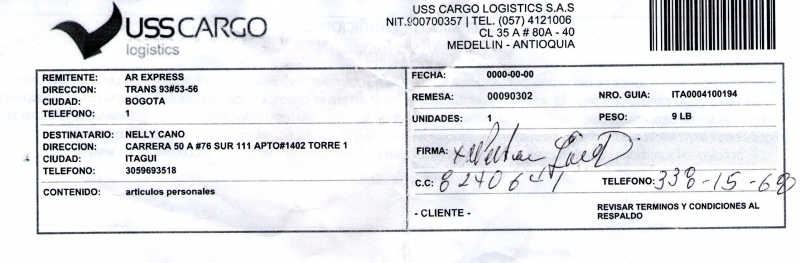 USS CARGO
logistics
USS CARGO LOGISTICS S.A.S
NIT.900700357 | TEL. (057) 4121006
CL 35 A # 80A - 40
MEDELLIN - ANTIOQUIA
REMITENTE: AR EXPRESS
DIRECCION: TRANS 93#53-56
CIUDAD: BOGOTA
TELEFONO: 1
DESTINATARIO: NELLY CANO
DIRECCION: CARRERA 50 A #76 SUR 111 APTO#1402 TORRE 1
CIUDAD: ITAGUI
TELEFONO: 3059693518
CONTENIDO: articulos personales
FECHA: 0000-00-00
REMESA: 00090302 NRO. GUIA: ITA0004100194
UNIDADES: 1 PESO: 9 LB
FIRMA:
C.C: 8240641 TELEFONO: 338-15-68
- CLIENTE - REVISAR TERMINOS Y CONDICIONES AL
RESPALDO